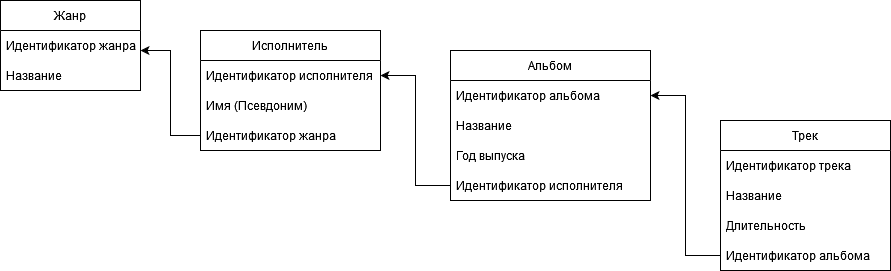 Жанр
Идентификатор жанра
Название
Исполнитель
Идентификатор исполнителя
Имя (Псевдоним)
Идентификатор жанра
Альбом
Идентификатор альбома
Название
Год выпуска
Идентификатор исполнителя
Трек
Идентификатор трека
Название
Длительность
Идентификатор альбома